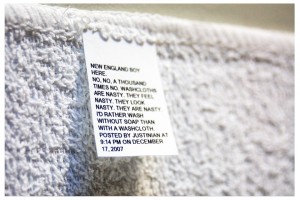 NEW ENGLAND BOY
HERE.
NO, NO, A THOUSAND
TIMES NO. WASHCLOTHS
ARE NASTY. THEY FEEL
NASTY. THEY LOOK
NASTY. THEY ARE NASTY
I'D RATHER WASH
WITHOUT SOAP THAN
WITH A WASHCLOTH.
POSTED BY JUSTINIAN AT
9:14 PM ON DECEMBER
17, 2007